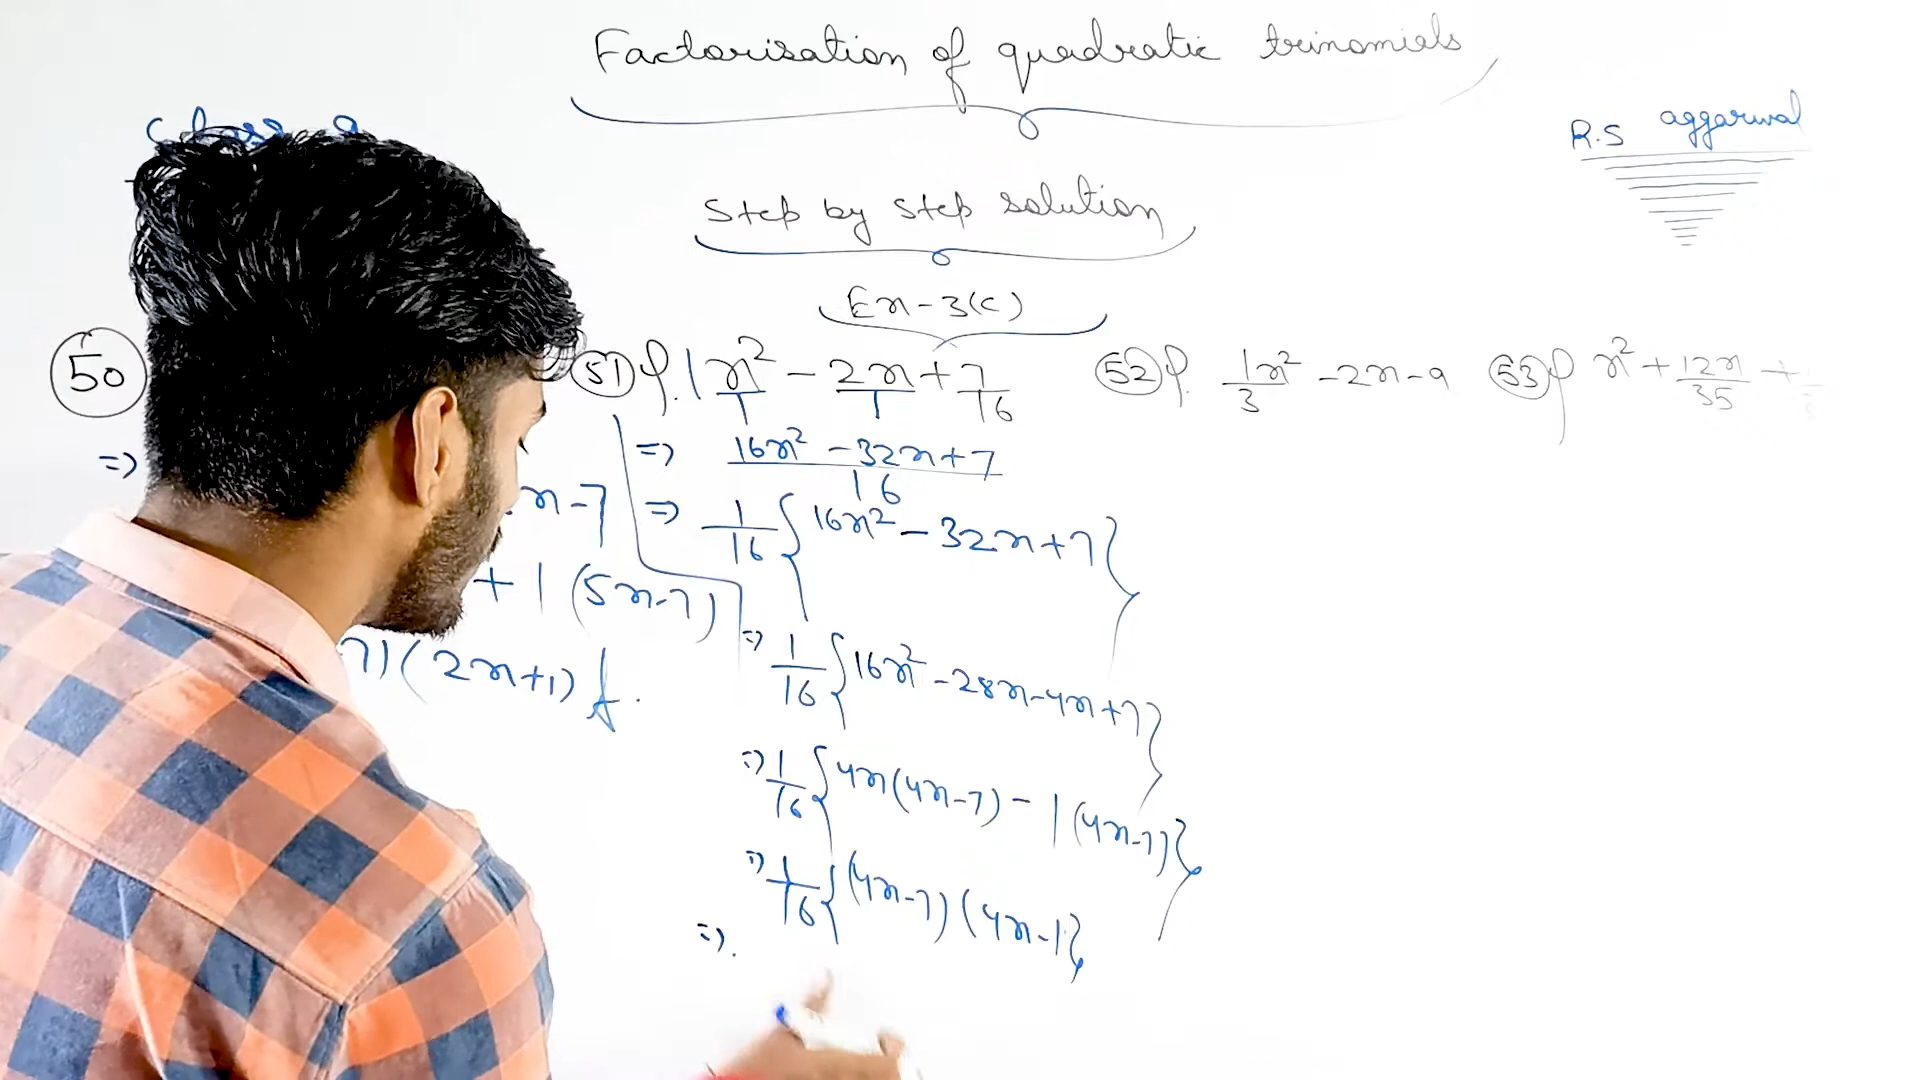 Factorisation of quadratic trinomials
R.S aggarwal
Step by step solution
Ex-3(C)
50
=>
x-7
+1(5x-7)
7)(2x+1)
51 1x²/1 - 2x/1 + 7/16
=> (16x² - 32x + 7)/16
=> 1/16 {16x² - 32x + 7}
=> 1/16 {16x² - 28x - 4x + 7}
=> 1/16 {4x(4x-7) - 1(4x-7)}
=> 1/16 {(4x-7)(4x-1}
=>
52 1/3 x² - 2x - 9
53 x² + 12x/35 +